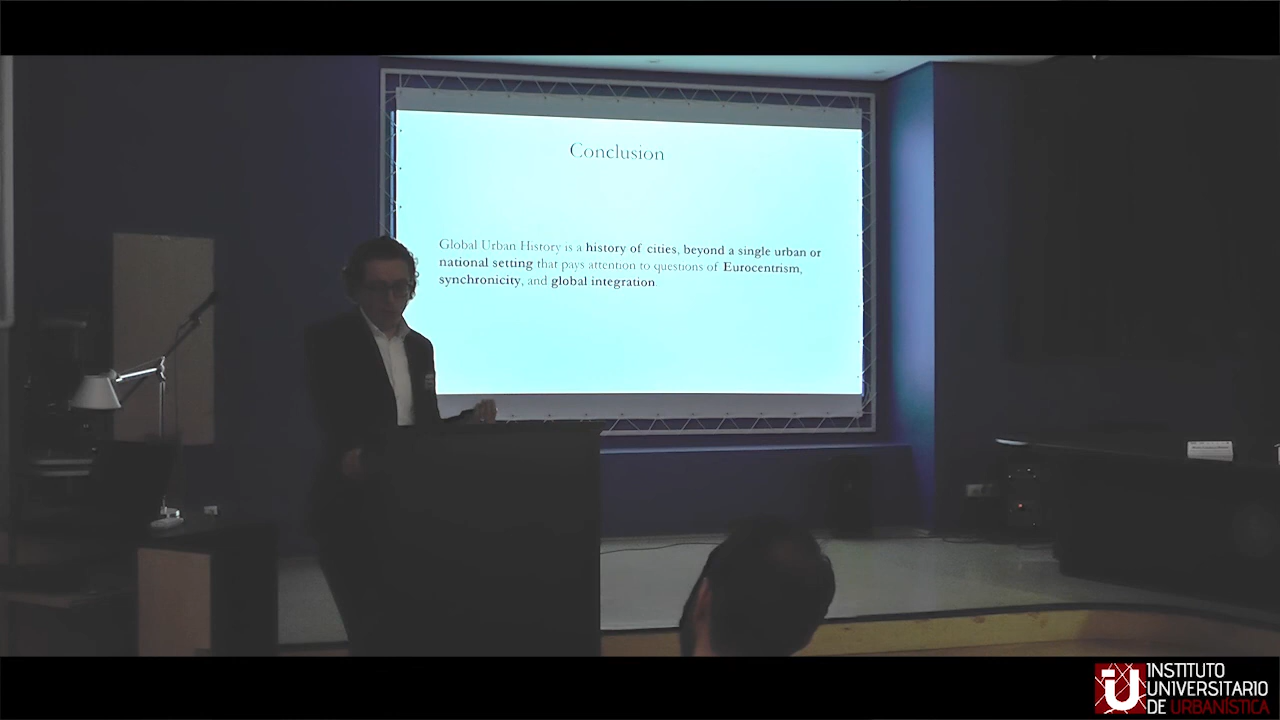 Conclusion
Global Urban History is a history of cities, beyond a single urban or
national setting that pays attention to questions of Eurocentrism,
synchronicity, and global integration.
INSTITUTO
UNIVERSITARIO
DE URBANÍSTICA